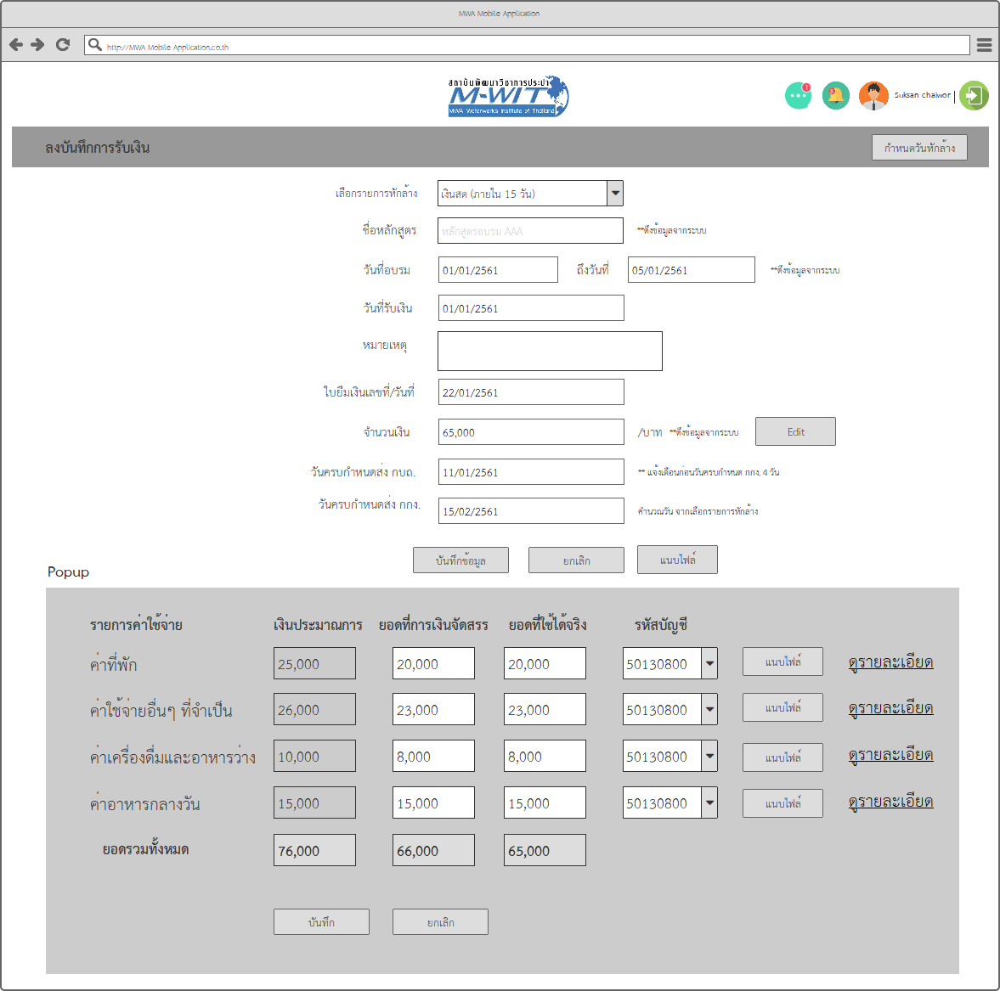 MWA Mobile Application
http://MWA Mobile Application.co.th
สถาบันพัฒนาวิชาการประปา
M-WIT
MWA Waterworks Institute of Thailand
1
5
Suksan chaiwor
ลงบันทึกการรับเงิน
กำหนดวันหักล้าง
เลือกรายการหักล้าง เงินสด (ภายใน 15 วัน)
ชื่อหลักสูตร หลักสูตรอบรม AAA **ดึงข้อมูลจากระบบ
วันที่อบรม 01/01/2561 ถึงวันที่ 05/01/2561 **ดึงข้อมูลจากระบบ
วันที่รับเงิน 01/01/2561
หมายเหตุ
ใบยืมเงินเลขที่/วันที่ 22/01/2561
จำนวนเงิน 65,000 /บาท **ดึงข้อมูลจากระบบ Edit
วันครบกำหนดส่ง กบถ. 11/01/2561 ** แจ้งเตือนก่อนวันครบกำหนด กกง. 4 วัน
วันครบกำหนดส่ง กกง. 15/02/2561 คำนวณวัน จากเลือกรายการหักล้าง
บันทึกข้อมูล ยกเลิก แนบไฟล์
Popup
รายการค่าใช้จ่าย เงินประมาณการ ยอดที่การเงินจัดสรร ยอดที่ใช้ได้จริง รหัสบัญชี
ค่าที่พัก 25,000 20,000 20,000 50130800 แนบไฟล์ ดูรายละเอียด
ค่าใช้จ่ายอื่นๆ ที่จำเป็น 26,000 23,000 23,000 50130800 แนบไฟล์ ดูรายละเอียด
ค่าเครื่องดื่มและอาหารว่าง 10,000 8,000 8,000 50130800 แนบไฟล์ ดูรายละเอียด
ค่าอาหารกลางวัน 15,000 15,000 15,000 50130800 แนบไฟล์ ดูรายละเอียด
ยอดรวมทั้งหมด 76,000 66,000 65,000
บันทึก ยกเลิก